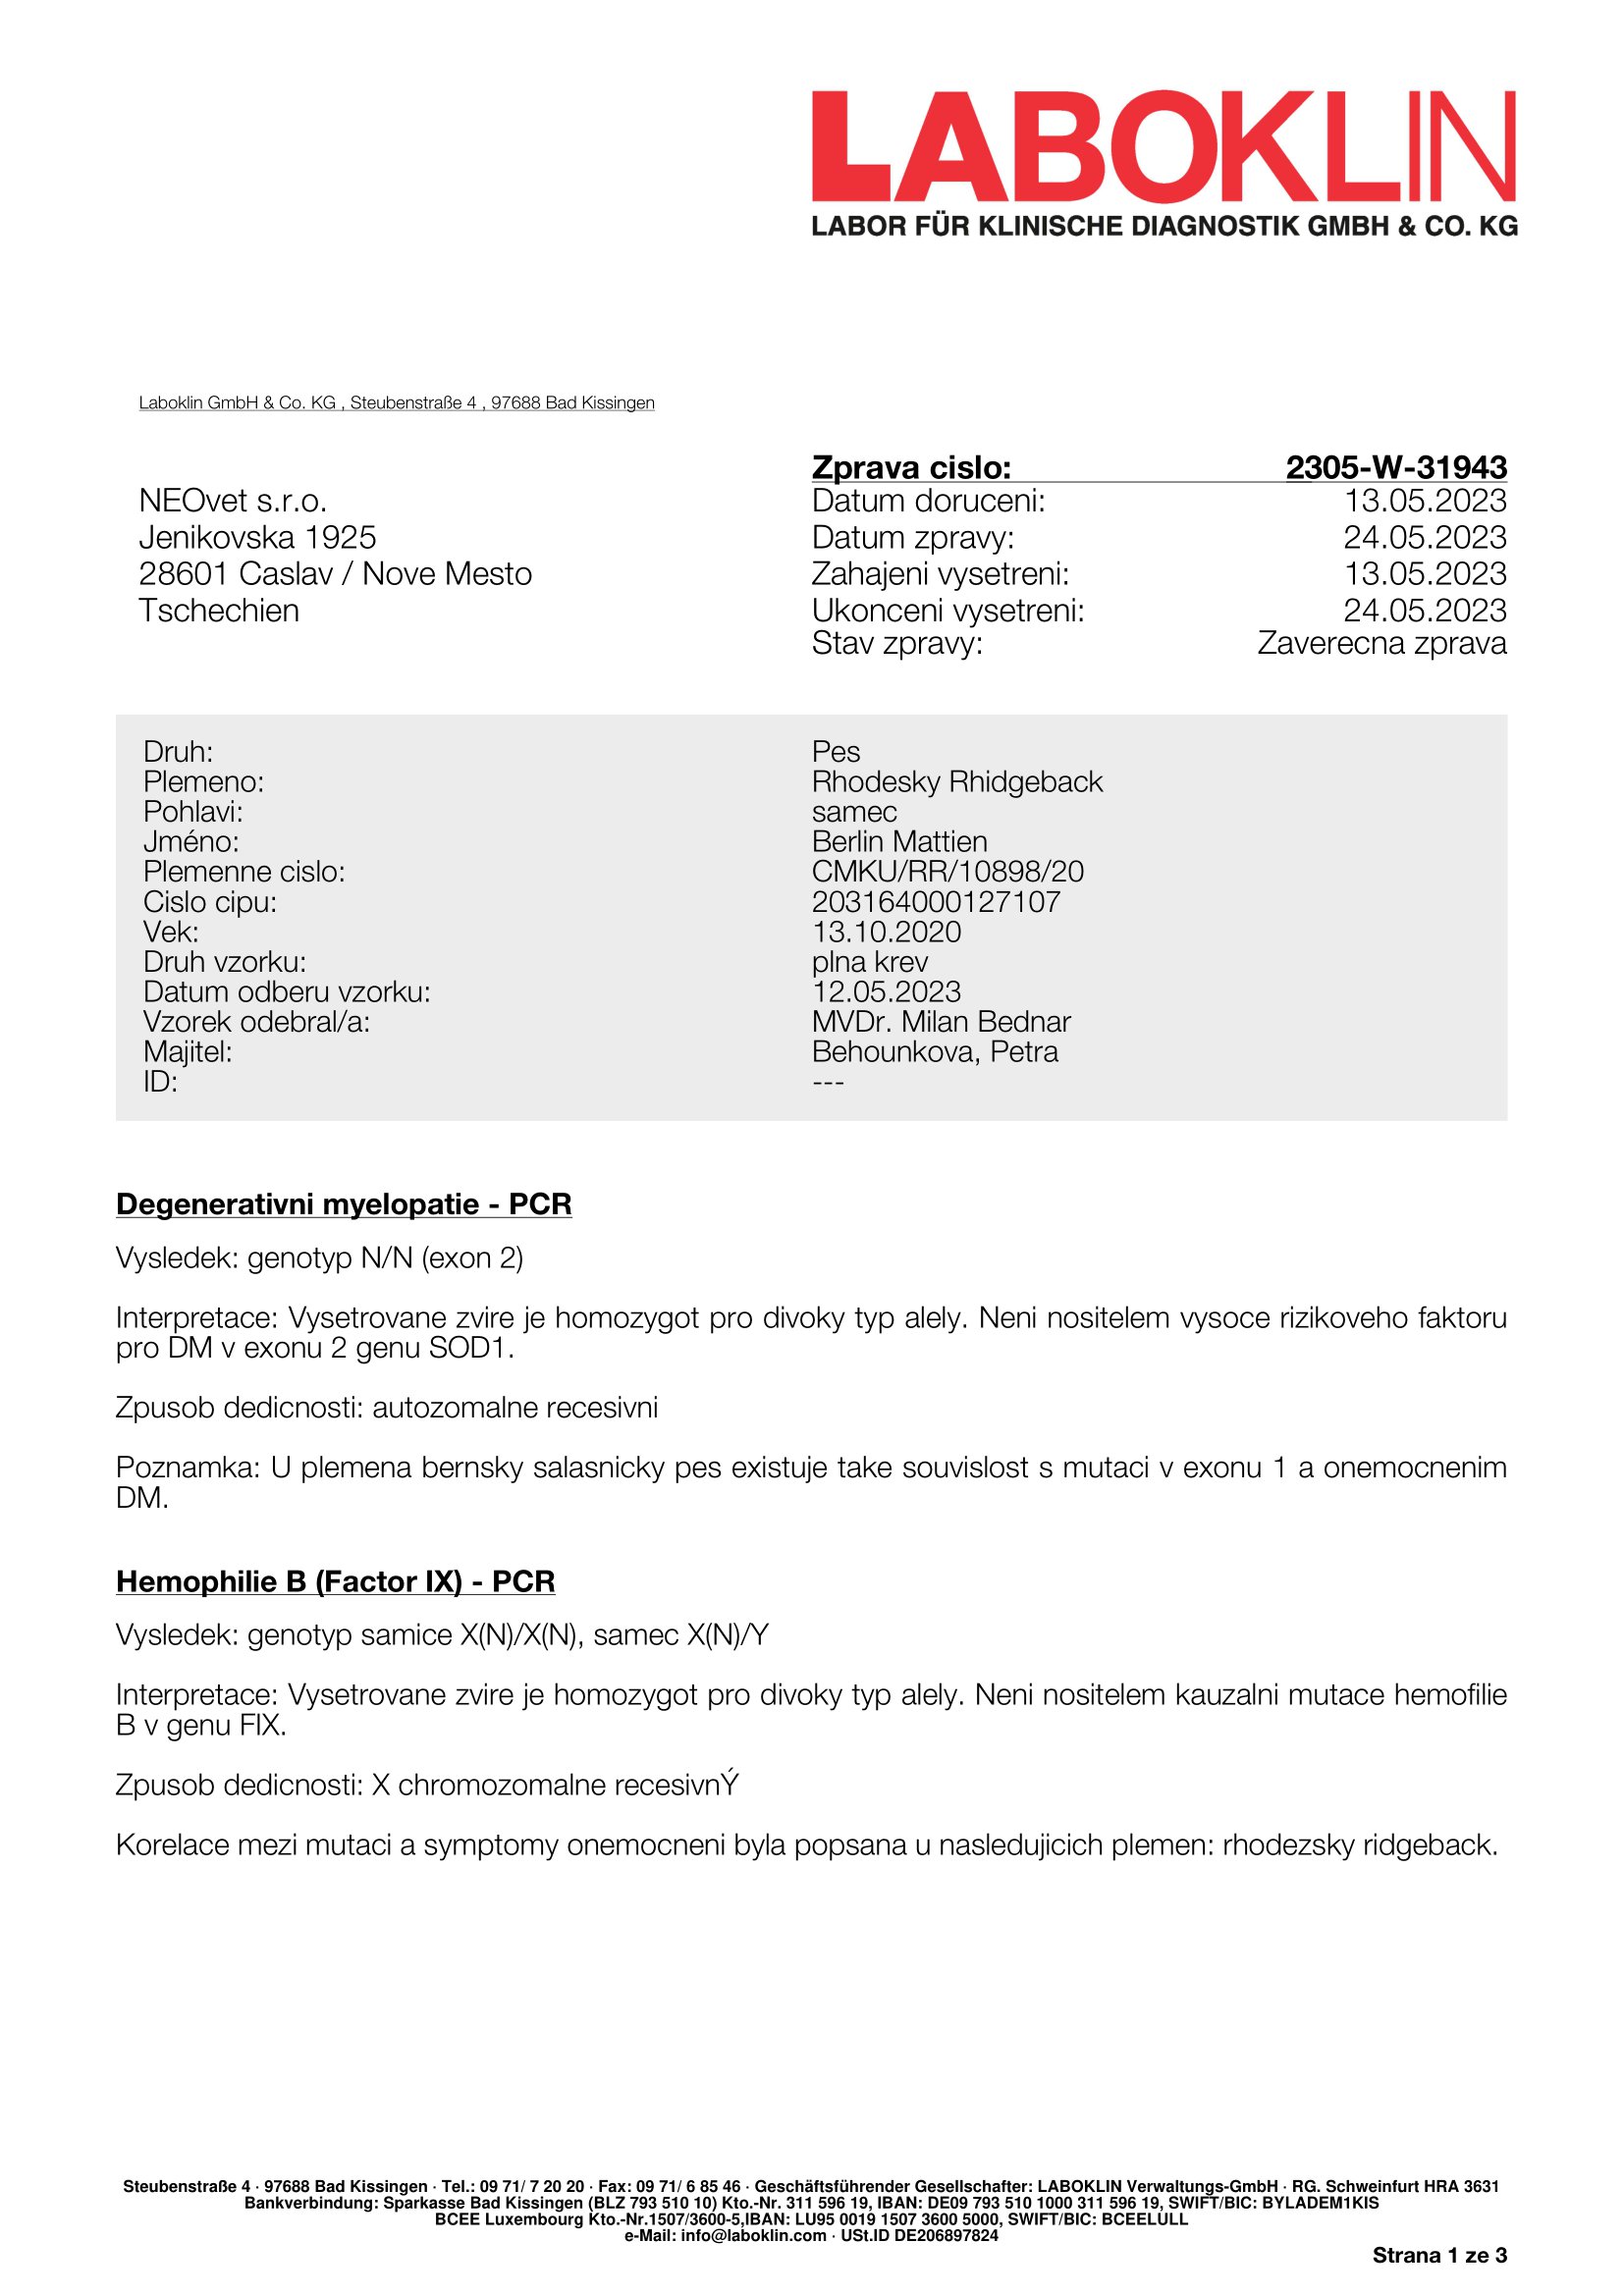 LABOKLIN
LABOR FÜR KLINISCHE DIAGNOSTIK GMBH & CO. KG
Laboklin GmbH & Co. KG , Steubenstraße 4 , 97688 Bad Kissingen
NEOvet s.r.o.
Jenikovska 1925
28601 Caslav / Nove Mesto
Tschechien
Zprava cislo: 2305-W-31943
Datum doruceni: 13.05.2023
Datum zpravy: 24.05.2023
Zahajeni vysetreni: 13.05.2023
Ukonceni vysetreni: 24.05.2023
Stav zpravy: Zaverecna zprava
Druh: Pes
Plemeno: Rhodesky Rhidgeback
Pohlavi: samec
Jméno: Berlin Mattien
Plemenne cislo: CMKU/RR/10898/20
Cislo cipu: 203164000127107
Vek: 13.10.2020
Druh vzorku: plna krev
Datum odberu vzorku: 12.05.2023
Vzorek odebral/a: MVDr. Milan Bednar
Majitel: Behounkova, Petra
ID: ---
Degenerativni myelopatie - PCR
Vysledek: genotyp N/N (exon 2)
Interpretace: Vysetrovane zvire je homozygot pro divoky typ alely. Neni nositelem vysoce rizikoveho faktoru
pro DM v exonu 2 genu SOD1.
Zpusob dedicnosti: autozomalne recesivni
Poznamka: U plemena bernsky salasnicky pes existuje take souvislost s mutaci v exonu 1 a onemocnenim
DM.
Hemophilie B (Factor IX) - PCR
Vysledek: genotyp samice X(N)/X(N), samec X(N)/Y
Interpretace: Vysetrovane zvire je homozygot pro divoky typ alely. Neni nositelem kauzalni mutace hemofilie
B v genu FIX.
Zpusob dedicnosti: X chromozomalne recesivnÝ
Korelace mezi mutaci a symptomy onemocneni byla popsana u nasledujicich plemen: rhodezsky ridgeback.
Steubenstraße 4 · 97688 Bad Kissingen · Tel.: 09 71/ 7 20 20 · Fax: 09 71/ 6 85 46 · Geschäftsführender Gesellschafter: LABOKLIN Verwaltungs-GmbH · RG. Schweinfurt HRA 3631
Bankverbindung: Sparkasse Bad Kissingen (BLZ 793 510 10) Kto.-Nr. 311 596 19, IBAN: DE09 793 510 1000 311 596 19, SWIFT/BIC: BYLADEM1KIS
BCEE Luxembourg Kto.-Nr.1507/3600-5,IBAN: LU95 0019 1507 3600 5000, SWIFT/BIC: BCEELULL
e-Mail: info@laboklin.com · USt.ID DE206897824
Strana 1 ze 3